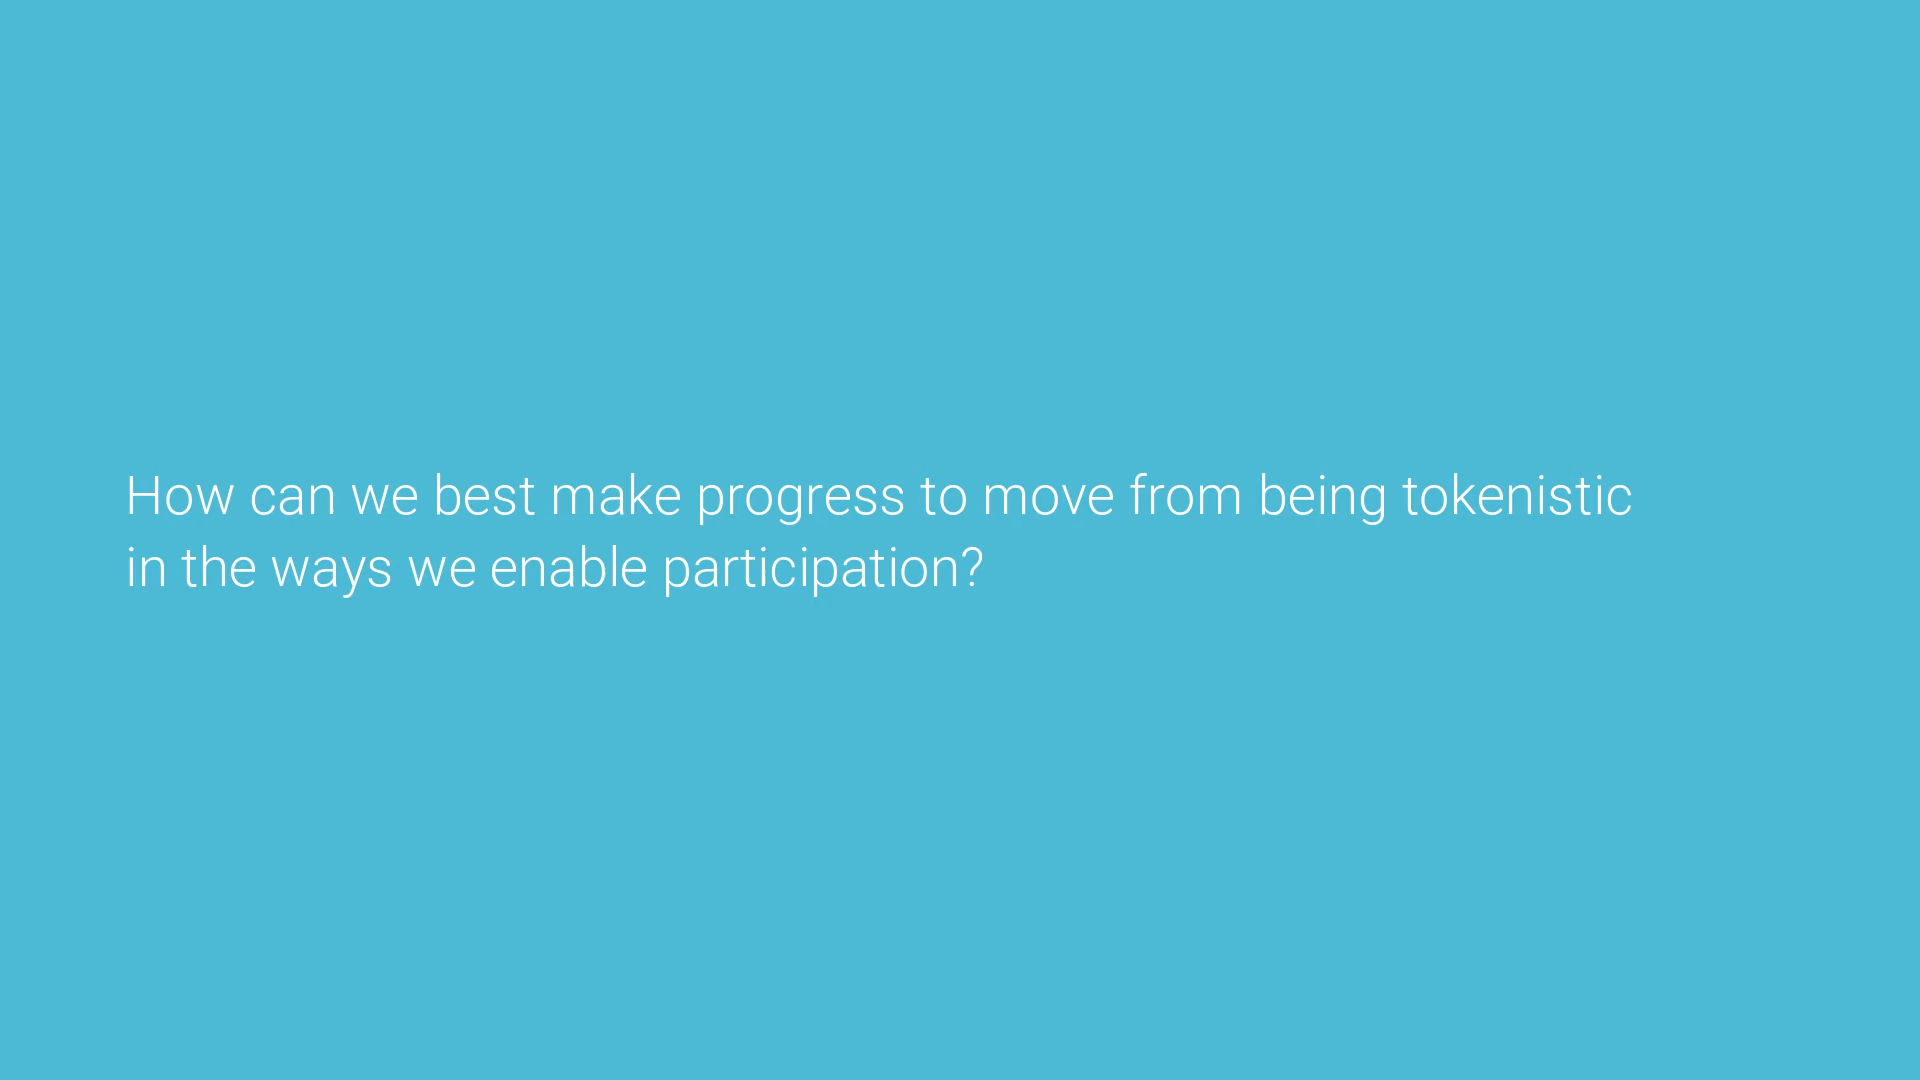 How can we best make progress to move from being tokenistic
in the ways we enable participation?